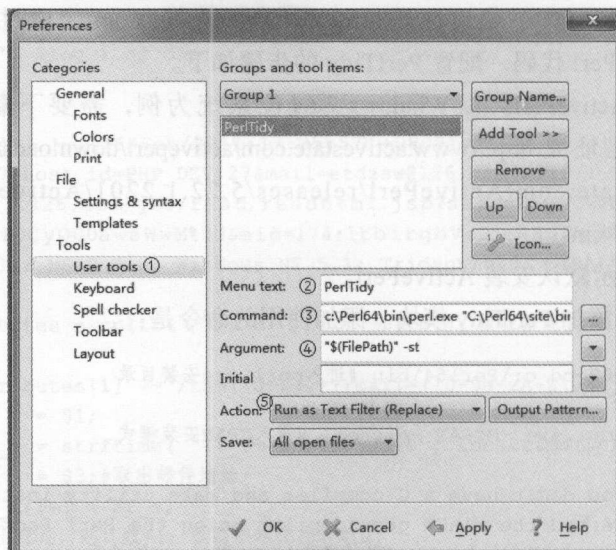 Preferences
Categories
General
Fonts
Colors
Print
File
Settings & syntax
Templates
Tools
User tools ①
Keyboard
Spell checker
Toolbar
Layout
Groups and tool items:
Group 1
Group Name...
PerlTidy
Add Tool >>
Remove
Up Down
Icon...
Menu text: ② PerlTidy
Command: ③ c:\Perl64\bin\perl.exe "C:\Perl64\site\bin
Argument: ④ "$(FilePath)" -st
Initial
Action: ⑤ Run as Text Filter (Replace) Output Pattern...
Save: All open files
OK Cancel Apply Help